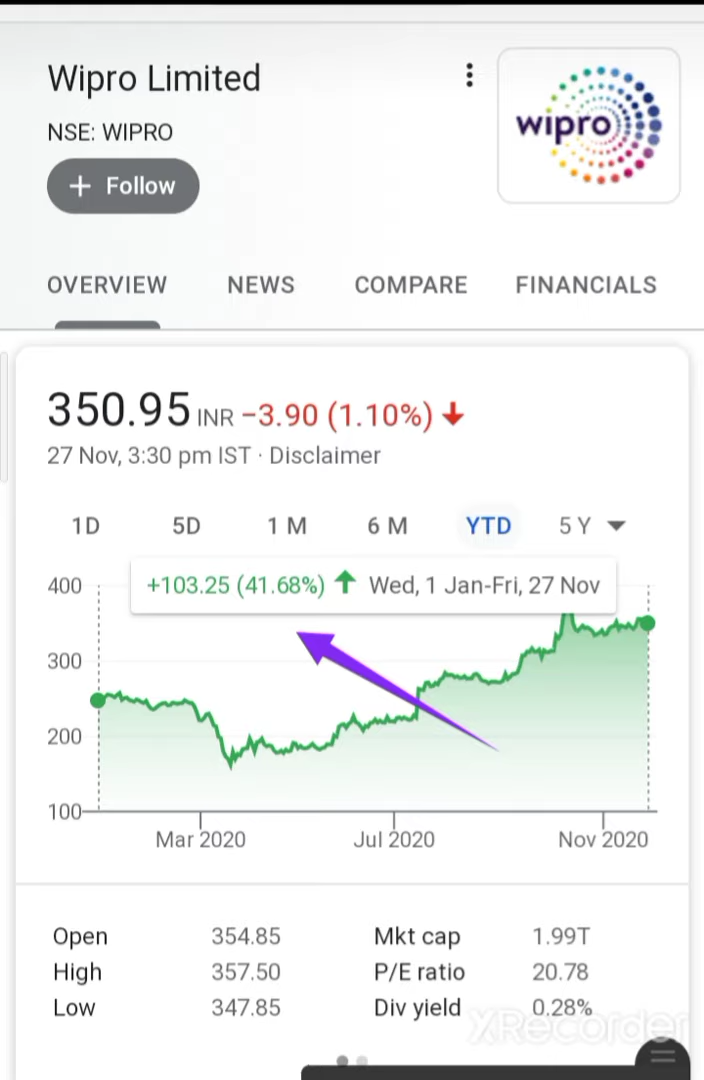 Wipro Limited
wipro
NSE: WIPRO
+ Follow
OVERVIEW NEWS COMPARE FINANCIALS
350.95 INR −3.90 (1.10%)
27 Nov, 3:30 pm IST · Disclaimer
1D 5D 1 M 6 M YTD 5 Y
+103.25 (41.68%) Wed, 1 Jan-Fri, 27 Nov
400
300
200
100
Mar 2020 Jul 2020 Nov 2020
Open 354.85 Mkt cap 1.99T
High 357.50 P/E ratio 20.78
Low 347.85 Div yield 0.28%
XRecorder